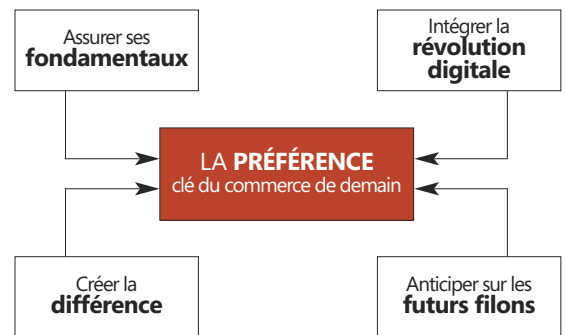 Assurer ses
fondamentaux
Intégrer la
révolution
digitale
LA PRÉFÉRENCE
clé du commerce de demain
Créer la
différence
Anticiper sur les
futurs filons